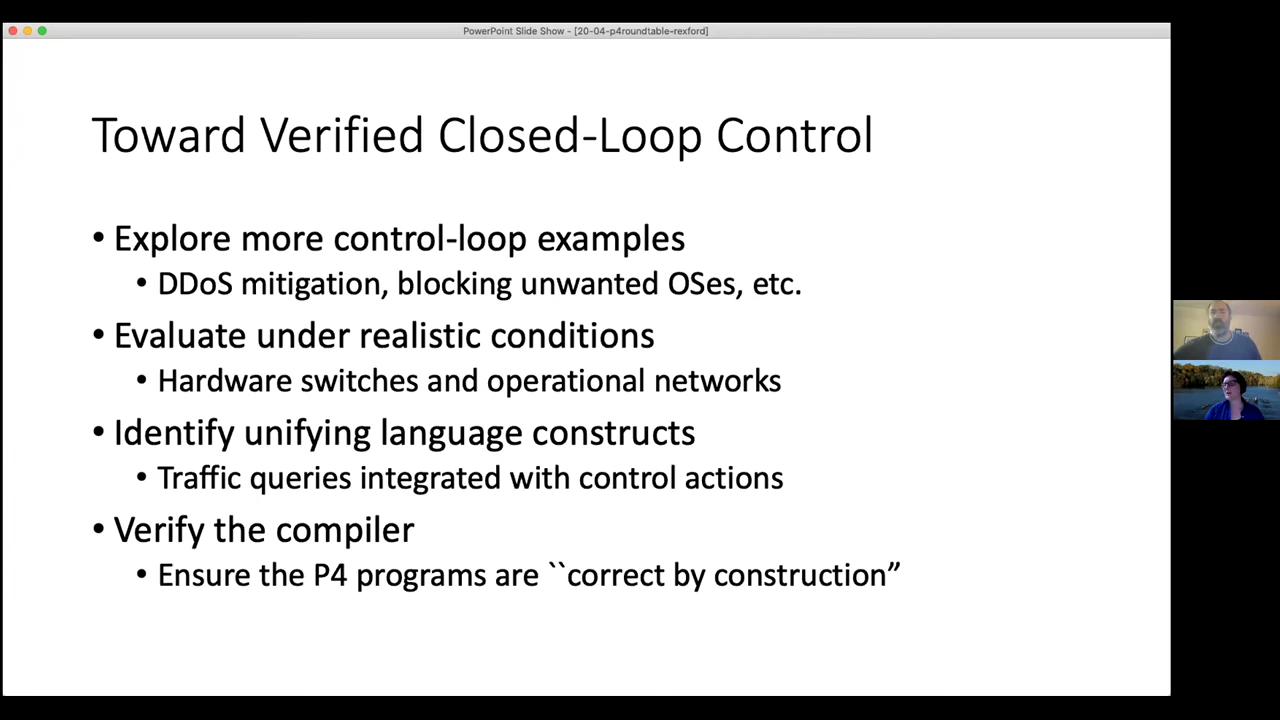 PowerPoint Slide Show - [20-04-p4roundtable-rexford]
Toward Verified Closed-Loop Control
• Explore more control-loop examples
• DDoS mitigation, blocking unwanted OSes, etc.
• Evaluate under realistic conditions
• Hardware switches and operational networks
• Identify unifying language constructs
• Traffic queries integrated with control actions
• Verify the compiler
• Ensure the P4 programs are ``correct by construction”